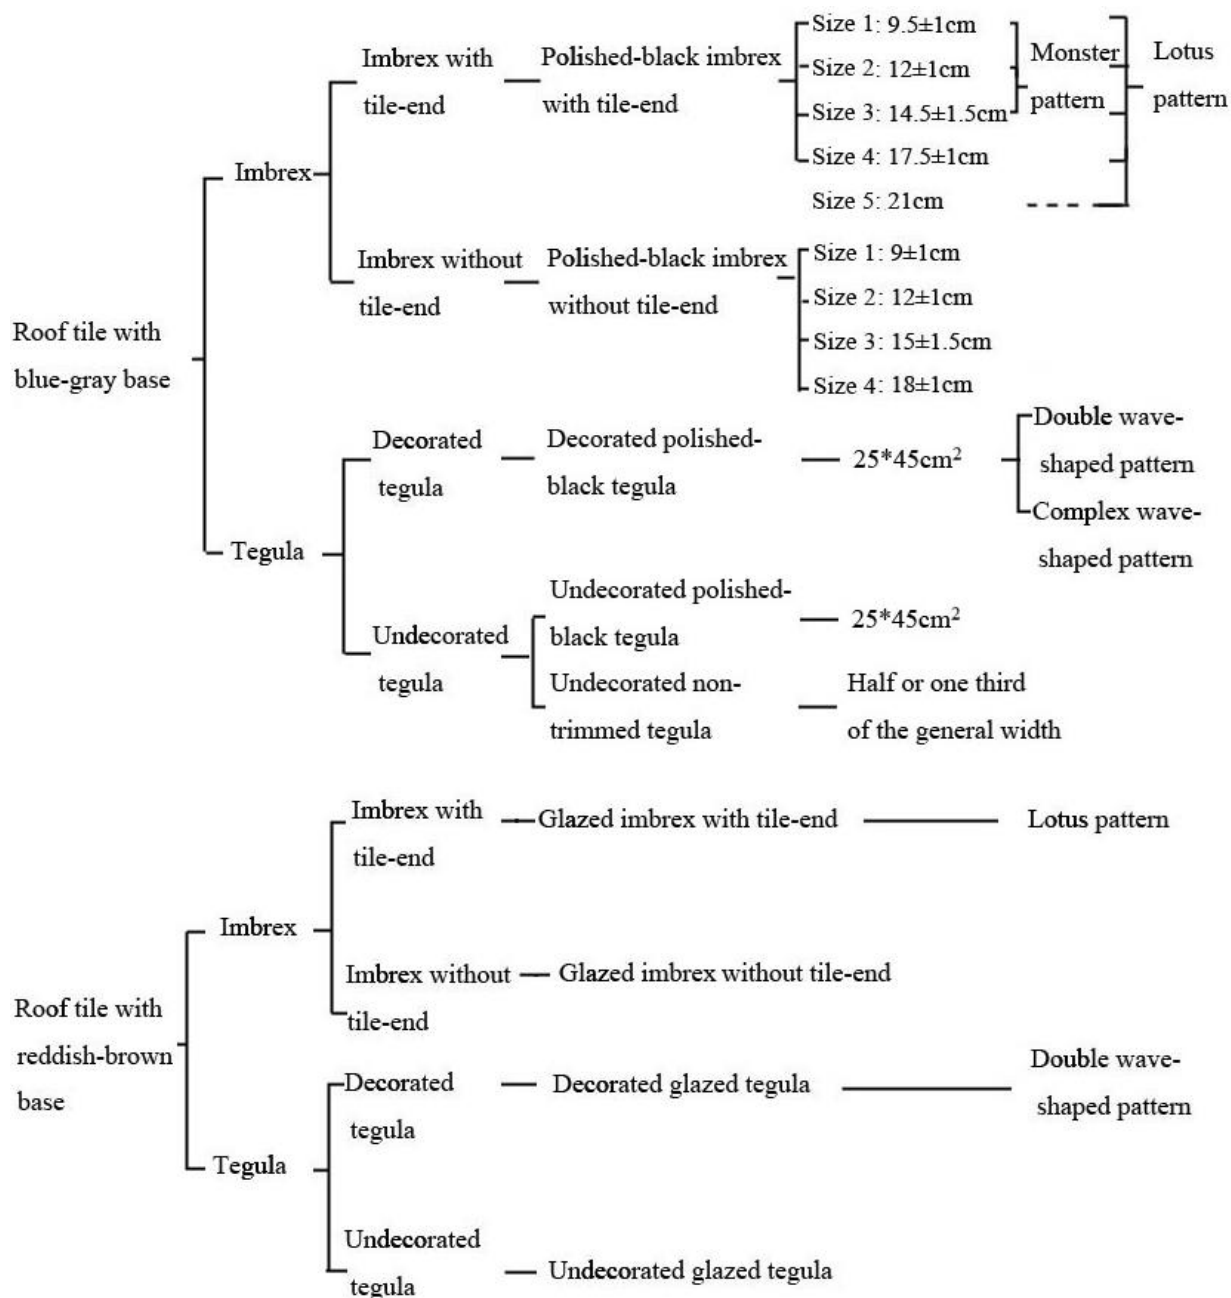 Roof tile with
blue-gray base
Imbrex
Imbrex with
tile-end
Polished-black imbrex
with tile-end
Size 1: 9.5±1cm
Size 2: 12±1cm
Size 3: 14.5±1.5cm
Size 4: 17.5±1cm
Size 5: 21cm
Monster
pattern
Lotus
pattern
Imbrex without
tile-end
Polished-black imbrex
without tile-end
Size 1: 9±1cm
Size 2: 12±1cm
Size 3: 15±1.5cm
Size 4: 18±1cm
Tegula
Decorated
tegula
Decorated polished-
black tegula
25*45cm²
Double wave-
shaped pattern
Complex wave-
shaped pattern
Undecorated
tegula
Undecorated polished-
black tegula
25*45cm²
Undecorated non-
trimmed tegula
Half or one third
of the general width
Roof tile with
reddish-brown
base
Imbrex
Imbrex with
tile-end
Glazed imbrex with tile-end
Lotus pattern
Imbrex without
tile-end
Glazed imbrex without tile-end
Tegula
Decorated
tegula
Decorated glazed tegula
Double wave-
shaped pattern
Undecorated
tegula
Undecorated glazed tegula